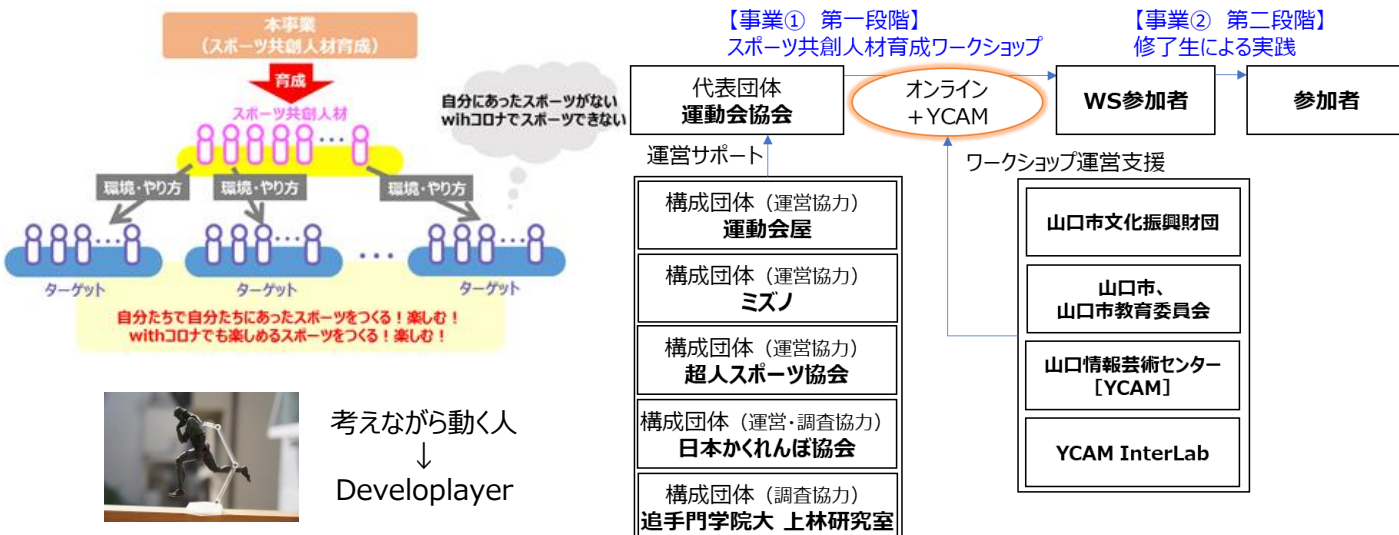 本事業
(スポーツ共創人材育成)
育成
スポーツ共創人材
自分にあったスポーツがない
wihコロナでスポーツできない
環境・やり方
環境・やり方
環境・やり方
ターゲット
ターゲット
ターゲット
自分たちで自分たちにあったスポーツをつくる!楽しむ!
withコロナでも楽しめるスポーツをつくる!楽しむ!
考えながら動く人
↓
Developlayer
【事業① 第一段階】
スポーツ共創人材育成ワークショップ
【事業② 第二段階】
修了生による実践
代表団体
運動会協会
オンライン
+YCAM
WS参加者
参加者
運営サポート
ワークショップ運営支援
構成団体(運営協力)
運動会屋
構成団体(運営協力)
ミズノ
構成団体(運営協力)
超人スポーツ協会
構成団体(運営・調査協力)
日本かくれんぼ協会
構成団体(調査協力)
追手門学院大 上林研究室
山口市文化振興財団
山口市、
山口市教育委員会
山口情報芸術センター
[YCAM]
YCAM InterLab